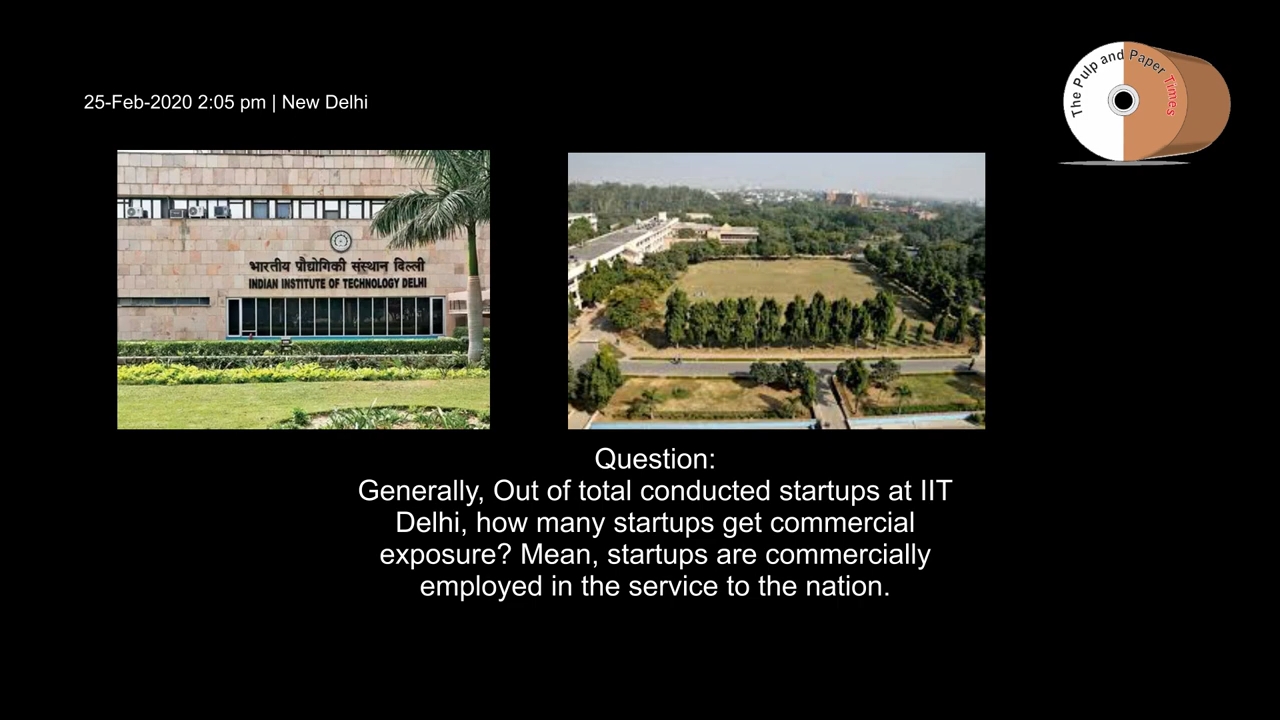 The Pulp and Paper Times
25-Feb-2020 2:05 pm | New Delhi
भारतीय प्रौद्योगिकी संस्थान दिल्ली
INDIAN INSTITUTE OF TECHNOLOGY DELHI
Question:
Generally, Out of total conducted startups at IIT
Delhi, how many startups get commercial
exposure? Mean, startups are commercially
employed in the service to the nation.